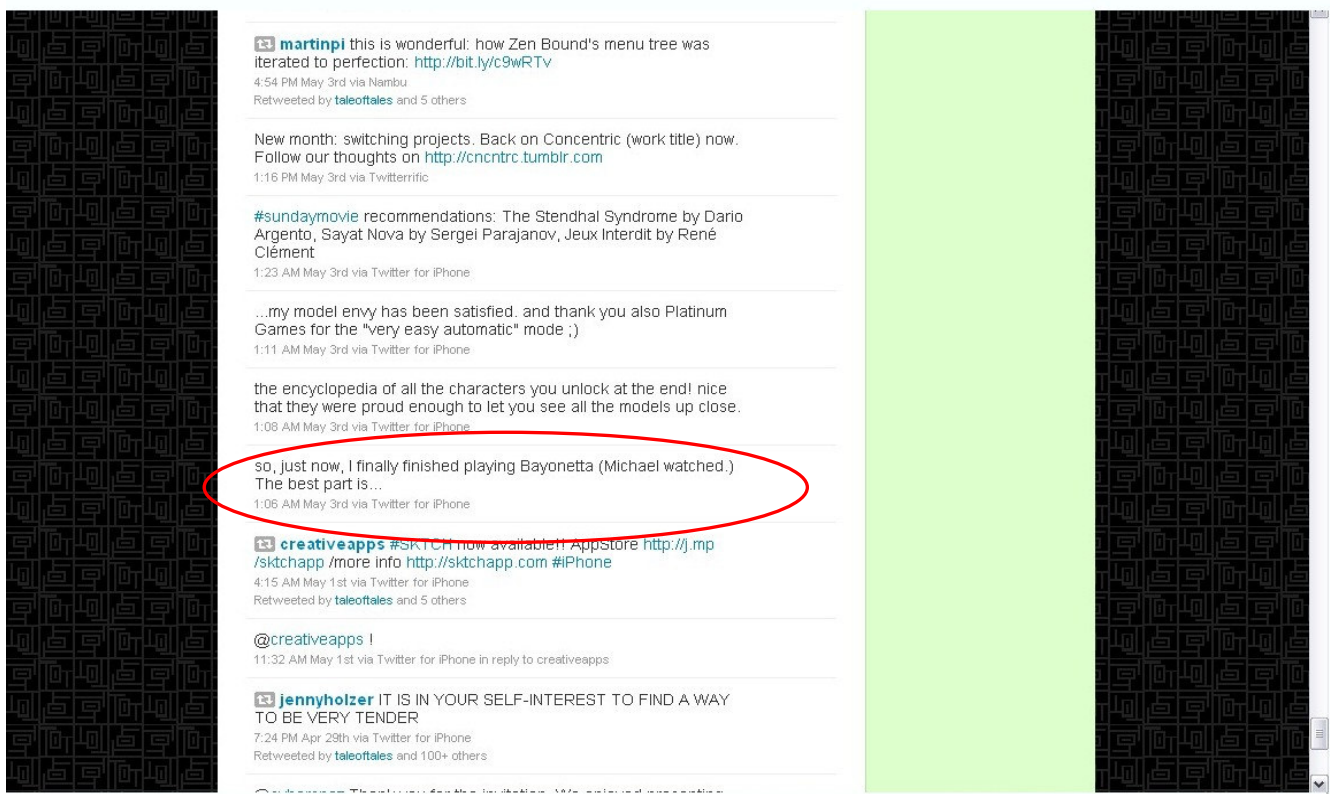 martinpi this is wonderful: how Zen Bound's menu tree was
iterated to perfection: http://bit.ly/c9wRTv
4:54 PM May 3rd via Nambu
Retweeted by taleoftales and 5 others
New month: switching projects. Back on Concentric (work title) now.
Follow our thoughts on http://cncntrc.tumblr.com
1:16 PM May 3rd via Twitterrific
#sundaymovie recommendations: The Stendhal Syndrome by Dario
Argento, Sayat Nova by Sergei Parajanov, Jeux Interdit by René
Clément
1:23 AM May 3rd via Twitter for iPhone
...my model envy has been satisfied. and thank you also Platinum
Games for the "very easy automatic" mode ;)
1:11 AM May 3rd via Twitter for iPhone
the encyclopedia of all the characters you unlock at the end! nice
that they were proud enough to let you see all the models up close.
1:08 AM May 3rd via Twitter for iPhone
so, just now, I finally finished playing Bayonetta (Michael watched.)
The best part is...
1:06 AM May 3rd via Twitter for iPhone
creativeapps #SKTCH now available!! AppStore http://j.mp
/sktchapp /more info http://sktchapp.com #iPhone
4:15 AM May 1st via Twitter for iPhone
Retweeted by taleoftales and 5 others
@creativeapps !
11:32 AM May 1st via Twitter for iPhone in reply to creativeapps
jennyholzer IT IS IN YOUR SELF-INTEREST TO FIND A WAY
TO BE VERY TENDER
7:24 PM Apr 29th via Twitter for iPhone
Retweeted by taleoftales and 100+ others
Thank you for the invitation. We enjoyed presenting